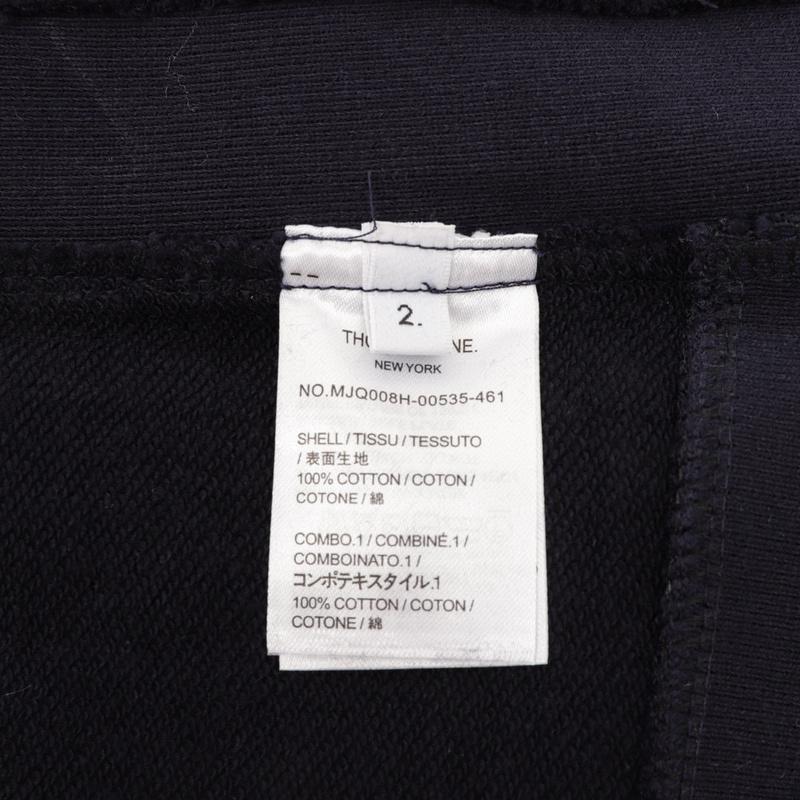 2.
NE.
NEW YORK
NO.MJQ008H-00535-461
SHELL / TISSU / TESSUTO
/ 表面生地
100% COTTON / COTON /
COTONE / 綿
COMBO.1 / COMBINÉ.1 /
COMBOINATO.1 /
コンポテキスタイル.1
100% COTTON / COTON /
COTONE / 綿